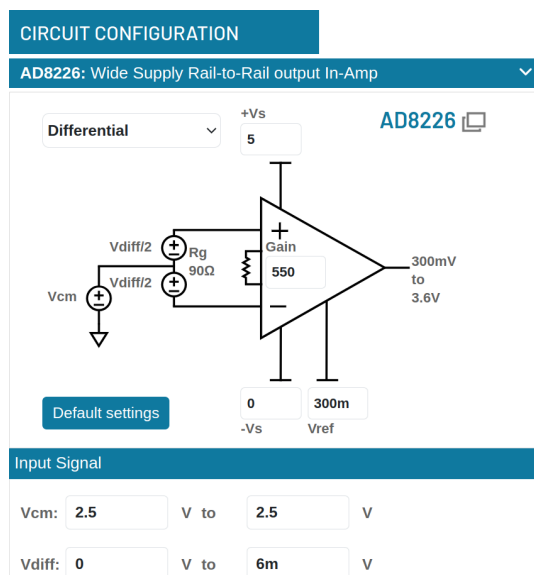 CIRCUIT CONFIGURATION
AD8226: Wide Supply Rail-to-Rail output In-Amp
Differential
+Vs
5
AD8226
Vdiff/2
Rg
90Ω
Gain
550
Vdiff/2
Vcm
300mV
to
3.6V
Default settings
0
-Vs
300m
Vref
Input Signal
Vcm: 2.5 V to 2.5 V
Vdiff: 0 V to 6m V